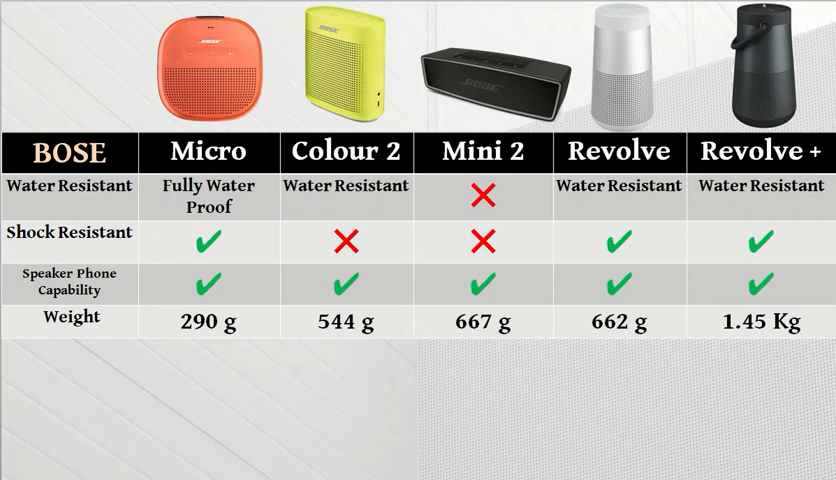 BOSE
BOSE
BOSE
BOSE Micro Colour 2 Mini 2 Revolve Revolve +
Water Resistant Fully Water Proof Water Resistant Water Resistant Water Resistant
Shock Resistant
Speaker Phone Capability
Weight 290 g 544 g 667 g 662 g 1.45 Kg